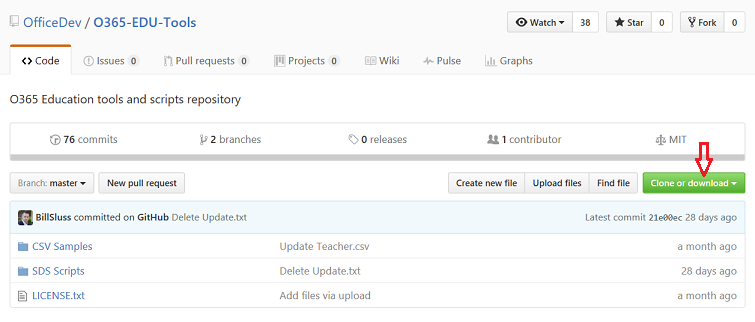 OfficeDev / O365-EDU-Tools
Watch 38 Star 0 Fork 0
Code Issues 0 Pull requests 0 Projects 0 Wiki Pulse Graphs
O365 Education tools and scripts repository
76 commits 2 branches 0 releases 1 contributor MIT
Branch: master New pull request Create new file Upload files Find file Clone or download
BillSluss committed on GitHub Delete Update.txt Latest commit 21e00ec 28 days ago
CSV Samples Update Teacher.csv a month ago
SDS Scripts Delete Update.txt 28 days ago
LICENSE.txt Add files via upload a month ago